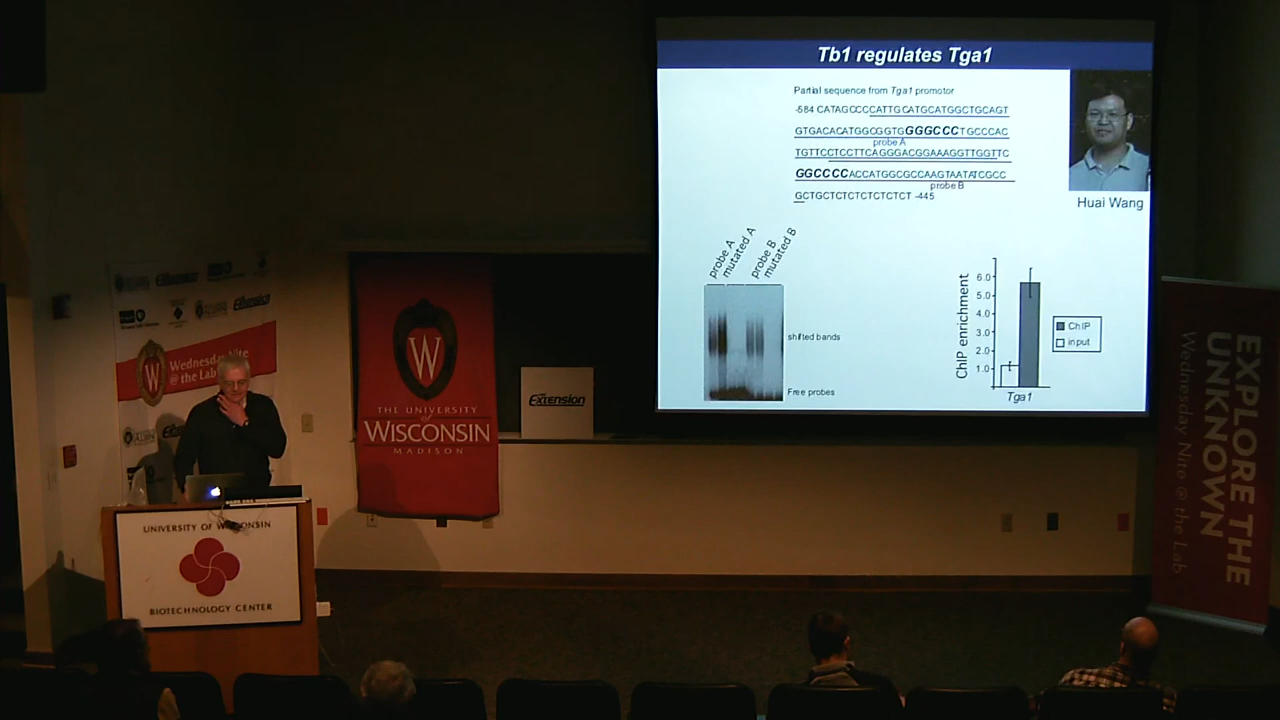 Tb1 regulates Tga1
Partial sequence from Tga1 promotor
-584 CATAGCCCCATTGCATGCATGGCTGCAGT
GTGACACATGGCGGTGGGGCCCTGCCCAC
probe A
TGTTCCTCCTTCAGGGACGGAAAGGTTGGTTC
GGCCCCACCATGGCGCCAAGTAATATCGCC
probe B
GCTGCTCTCTCTCTCTCT -445
Huai Wang
probe A
mutated A
probe B
mutated B
shifted bands
Free probes
ChIP enrichment
6.0
5.0
4.0
3.0
2.0
1.0
Tga1
ChIP
input
Extension
Wednesday Nite
@ the Lab
W
W
THE UNIVERSITY
of
WISCONSIN
MADISON
Extension
UNIVERSITY OF WISCONSIN
BIOTECHNOLOGY CENTER
EXPLORE THE
UNKNOWN
Wednesday Nite @ the Lab